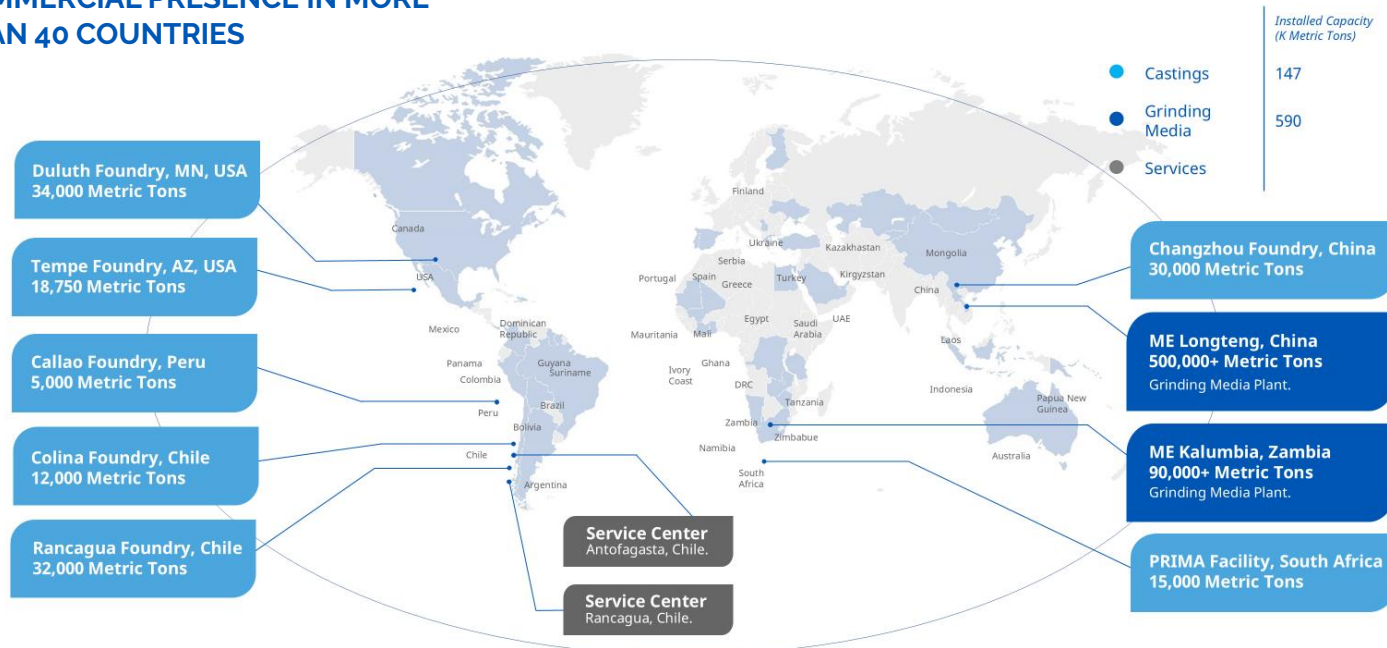 MMERCIAL PRESENCE IN MORE
AN 40 COUNTRIES
Installed Capacity
(K Metric Tons)
Castings 147
Grinding
Media 590
Services
Duluth Foundry, MN, USA
34,000 Metric Tons
Tempe Foundry, AZ, USA
18,750 Metric Tons
Callao Foundry, Peru
5,000 Metric Tons
Colina Foundry, Chile
12,000 Metric Tons
Rancagua Foundry, Chile
32,000 Metric Tons
Canada
USA
Mexico
Dominican
Republic
Panama
Colombia
Guyana
Suriname
Peru
Brazil
Bolivia
Chile
Argentina
Finland
Ukraine
Kazakhstan
Mongolia
Serbia
Portugal
Spain
Greece
Turkey
Kirgyzstan
China
Egypt
Saudi
Arabia
UAE
Mauritania
Mali
Laos
Ivory
Coast
Ghana
DRC
Tanzania
Indonesia
Papua New
Guinea
Zambia
Zimbabue
Namibia
Australia
South
Africa
Service Center
Antofagasta, Chile.
Service Center
Rancagua, Chile.
Changzhou Foundry, China
30,000 Metric Tons
ME Longteng, China
500,000+ Metric Tons
Grinding Media Plant.
ME Kalumbia, Zambia
90,000+ Metric Tons
Grinding Media Plant.
PRIMA Facility, South Africa
15,000 Metric Tons